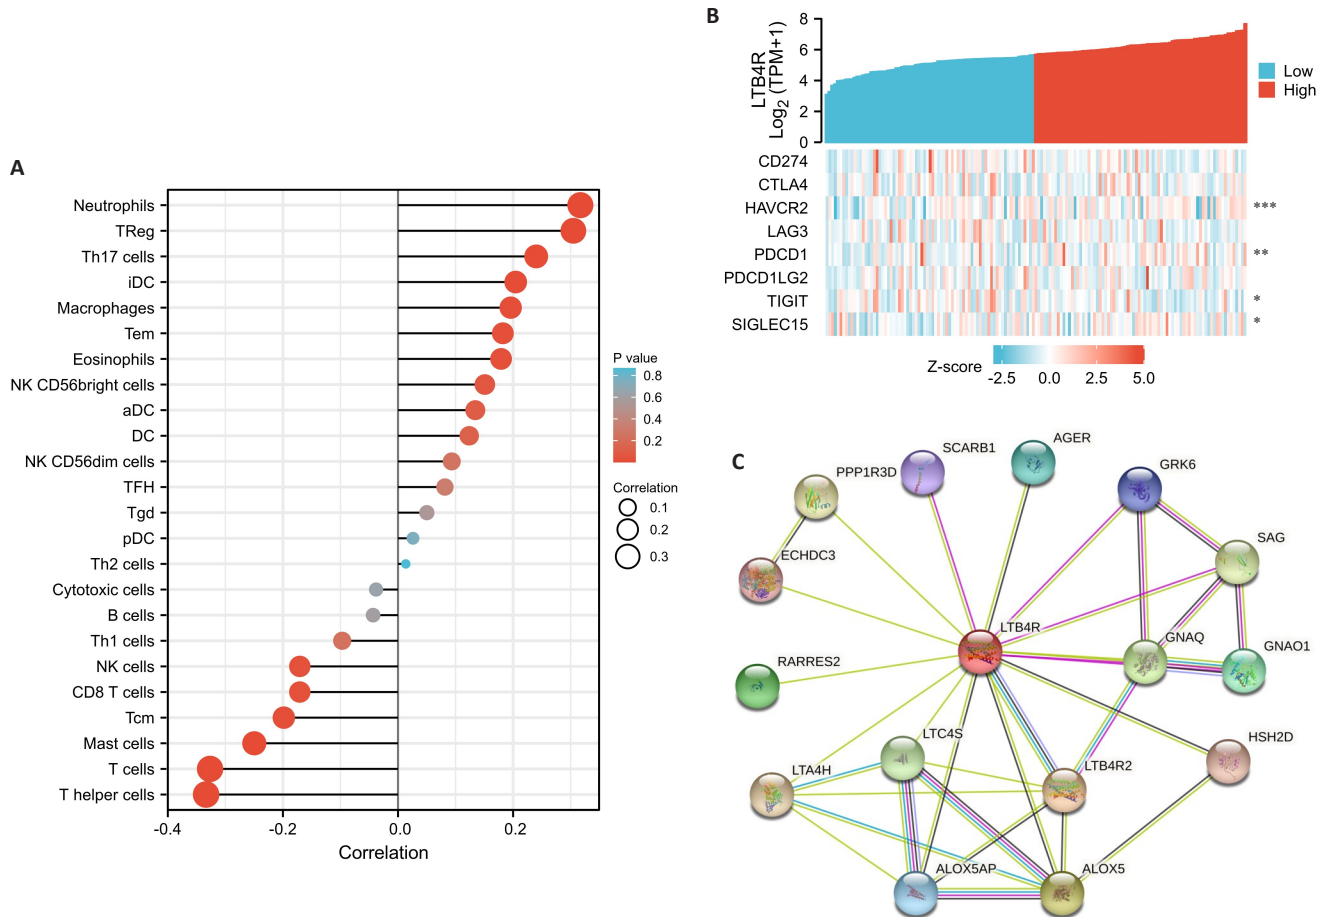 A
Neutrophils
TReg
Th17 cells
iDC
Macrophages
Tem
Eosinophils
NK CD56bright cells
aDC
DC
NK CD56dim cells
TFH
Tgd
pDC
Th2 cells
Cytotoxic cells
B cells
Th1 cells
NK cells
CD8 T cells
Tcm
Mast cells
T cells
T helper cells
-0.4
-0.2
0.0
0.2
Correlation
P value
0.8
0.6
0.4
0.2
Correlation
0.1
0.2
0.3
B
LTB4R
Log2 (TPM+1)
8
6
4
2
0
Low
High
CD274
CTLA4
HAVCR2 ***
LAG3
PDCD1 **
PDCD1LG2
TIGIT *
SIGLEC15 *
Z-score
-2.5 0.0 2.5 5.0
C
SCARB1
AGER
PPP1R3D
GRK6
SAG
ECHDC3
LTB4R
GNAQ
GNAO1
RARRES2
LTC4S
HSH2D
LTA4H
LTB4R2
ALOX5AP
ALOX5